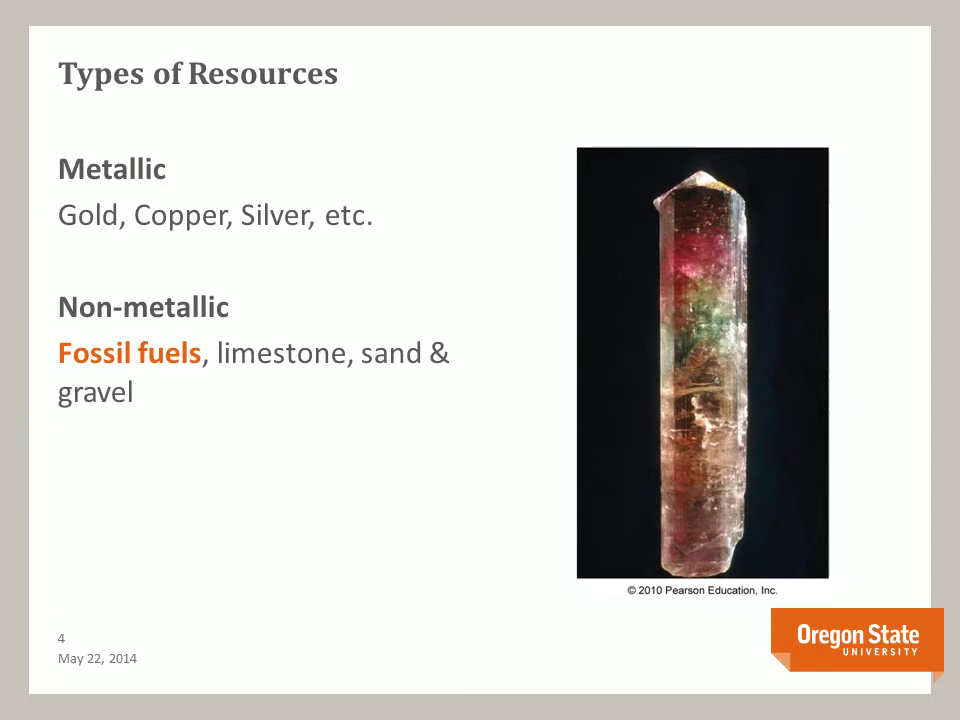 Types of Resources
Metallic
Gold, Copper, Silver, etc.
Non-metallic
Fossil fuels, limestone, sand &
gravel
© 2010 Pearson Education, Inc.
4
May 22, 2014
Oregon State
UNIVERSITY